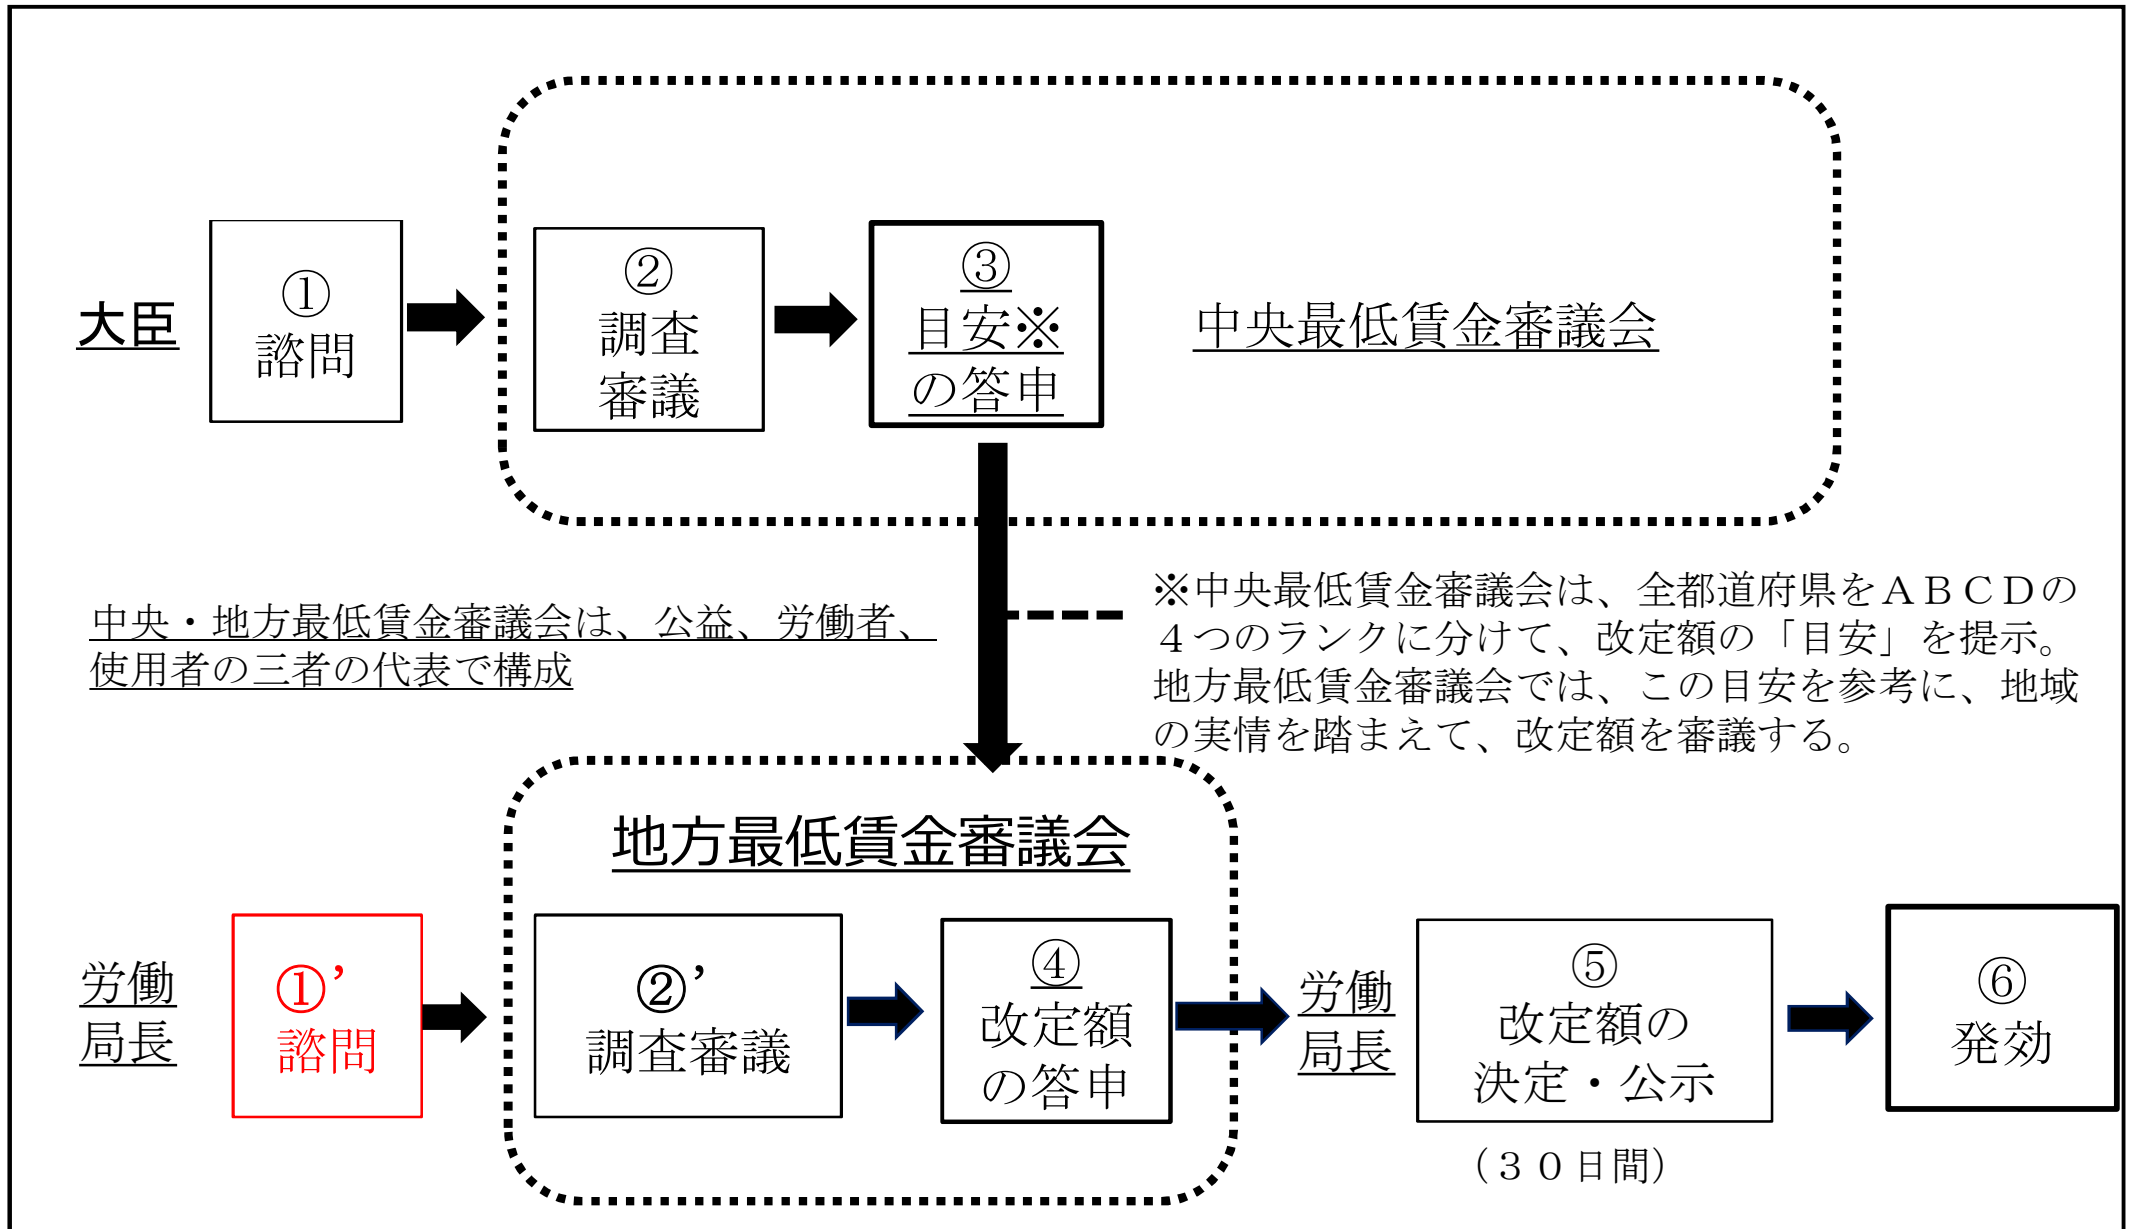 大臣
①
諮問
②
調査
審議
③
目安※
の答申
中央最低賃金審議会
中央・地方最低賃金審議会は、公益、労働者、
使用者の三者の代表で構成
※中央最低賃金審議会は、全都道府県をＡＢＣＤの
４つのランクに分けて、改定額の「目安」を提示。
地方最低賃金審議会では、この目安を参考に、地域
の実情を踏まえて、改定額を審議する。
地方最低賃金審議会
労働
局長
①’
諮問
②’
調査審議
④
改定額
の答申
労働
局長
⑤
改定額の
決定・公示
（３０日間）
⑥
発効